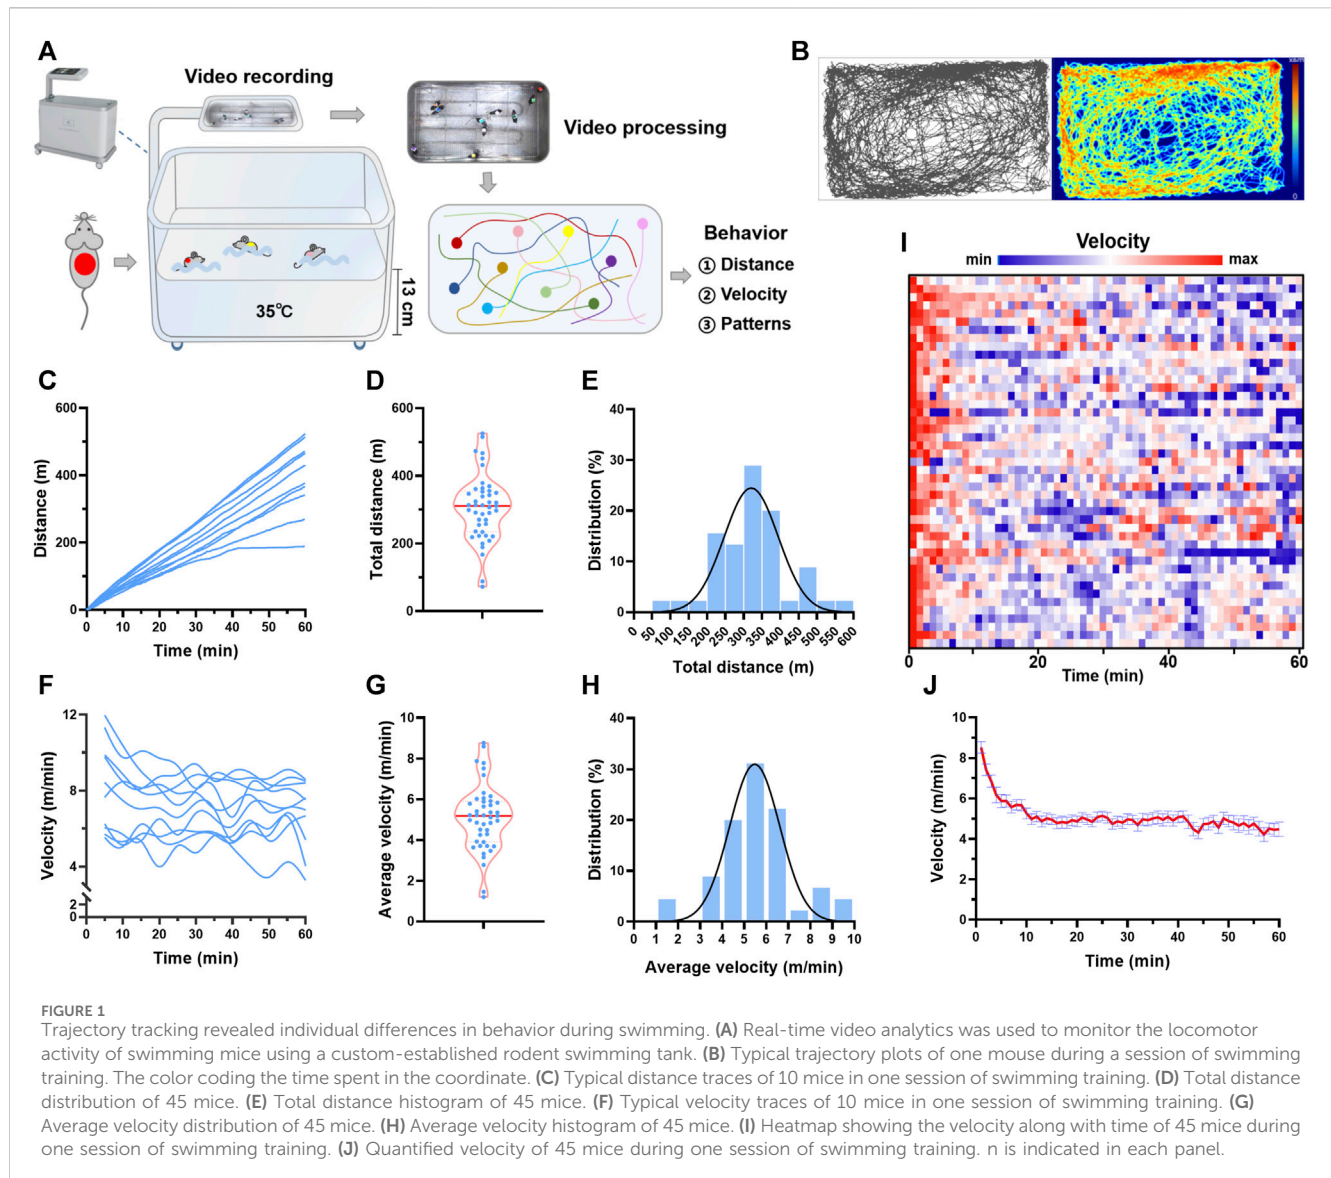 A
Video recording
Video processing
35℃
13 cm
Behavior
① Distance
② Velocity
③ Patterns
B
0
C
Distance (m)
600
400
200
0
0 10 20 30 40 50 60
Time (min)
D
Total distance (m)
600
400
200
0
E
Distribution (%)
40
30
20
10
0
0 50 100 150 200 250 300 350 400 450 500 550 600
Total distance (m)
I
Velocity
min max
0 20 40 60
Time (min)
F
Velocity (m/min)
12
8
4
2
0
0 10 20 30 40 50 60
Time (min)
G
Average velocity (m/min)
10
8
6
4
2
0
H
Distribution (%)
40
30
20
10
0
0 1 2 3 4 5 6 7 8 9 10
Average velocity (m/min)
J
Velocity (m/min)
10
8
6
4
2
0
0 10 20 30 40 50 60
Time (min)
FIGURE 1
Trajectory tracking revealed individual differences in behavior during swimming. (A) Real-time video analytics was used to monitor the locomotor
activity of swimming mice using a custom-established rodent swimming tank. (B) Typical trajectory plots of one mouse during a session of swimming
training. The color coding the time spent in the coordinate. (C) Typical distance traces of 10 mice in one session of swimming training. (D) Total distance
distribution of 45 mice. (E) Total distance histogram of 45 mice. (F) Typical velocity traces of 10 mice in one session of swimming training. (G)
Average velocity distribution of 45 mice. (H) Average velocity histogram of 45 mice. (I) Heatmap showing the velocity along with time of 45 mice during
one session of swimming training. (J) Quantified velocity of 45 mice during one session of swimming training. n is indicated in each panel.